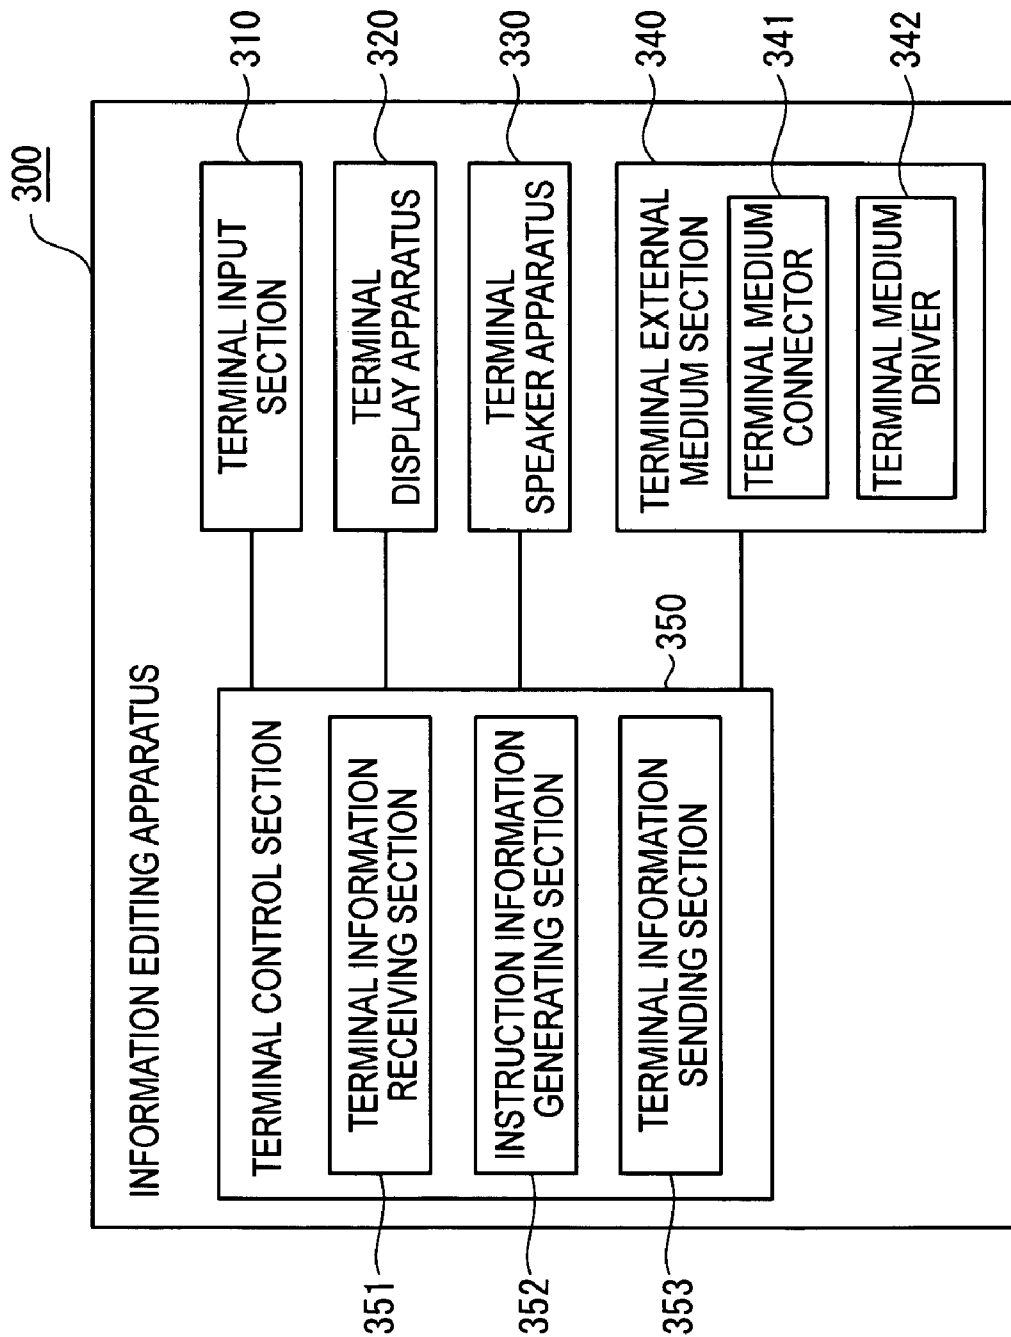 300
INFORMATION EDITING APPARATUS
TERMINAL CONTROL SECTION
351
TERMINAL INFORMATION
RECEIVING SECTION
352
INSTRUCTION INFORMATION
GENERATING SECTION
353
TERMINAL INFORMATION
SENDING SECTION
350
TERMINAL INPUT
SECTION
310
TERMINAL
DISPLAY APPARATUS
320
TERMINAL
SPEAKER APPARATUS
330
TERMINAL EXTERNAL
MEDIUM SECTION
340
TERMINAL MEDIUM
CONNECTOR
341
TERMINAL MEDIUM
DRIVER
342